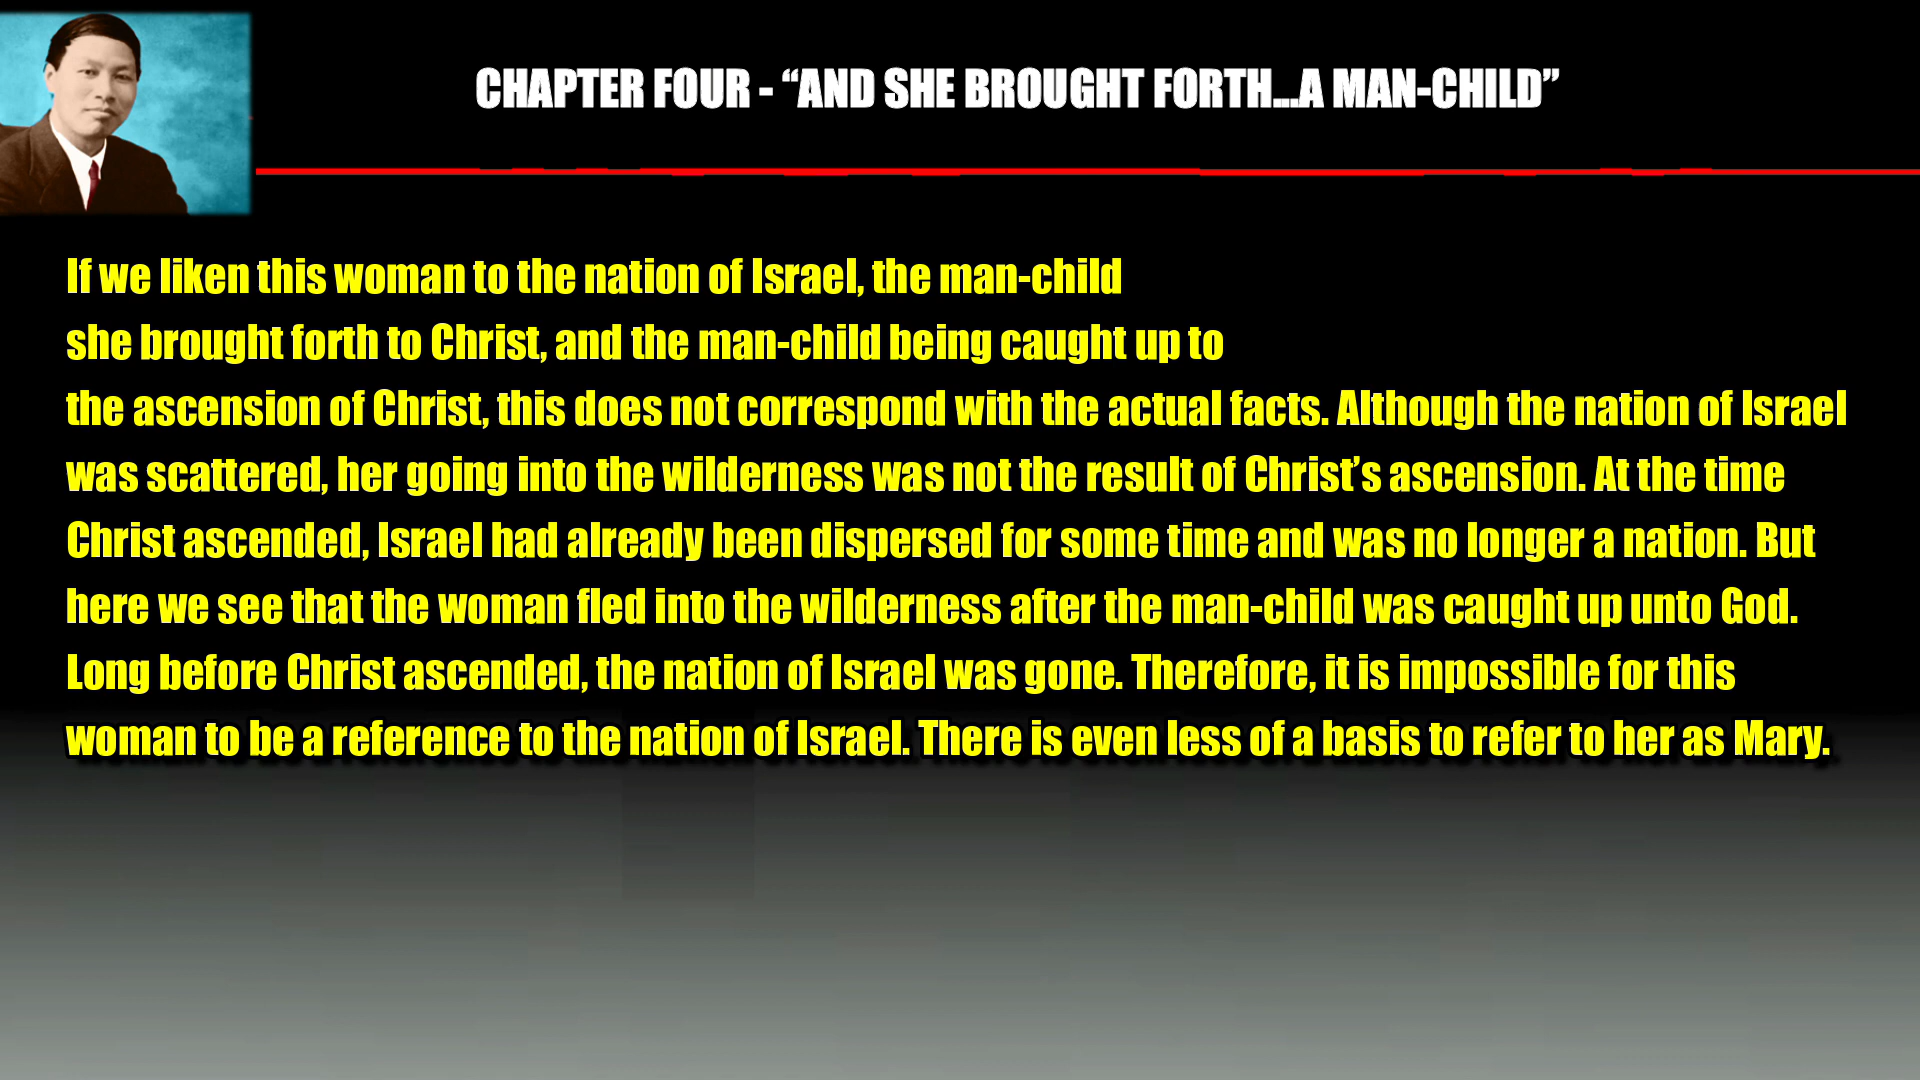 CHAPTER FOUR - “AND SHE BROUGHT FORTH...A MAN-CHILD”
If we liken this woman to the nation of Israel, the man-child
she brought forth to Christ, and the man-child being caught up to
the ascension of Christ, this does not correspond with the actual facts. Although the nation of Israel
was scattered, her going into the wilderness was not the result of Christ’s ascension. At the time
Christ ascended, Israel had already been dispersed for some time and was no longer a nation. But
here we see that the woman fled into the wilderness after the man-child was caught up unto God.
Long before Christ ascended, the nation of Israel was gone. Therefore, it is impossible for this
woman to be a reference to the nation of Israel. There is even less of a basis to refer to her as Mary.